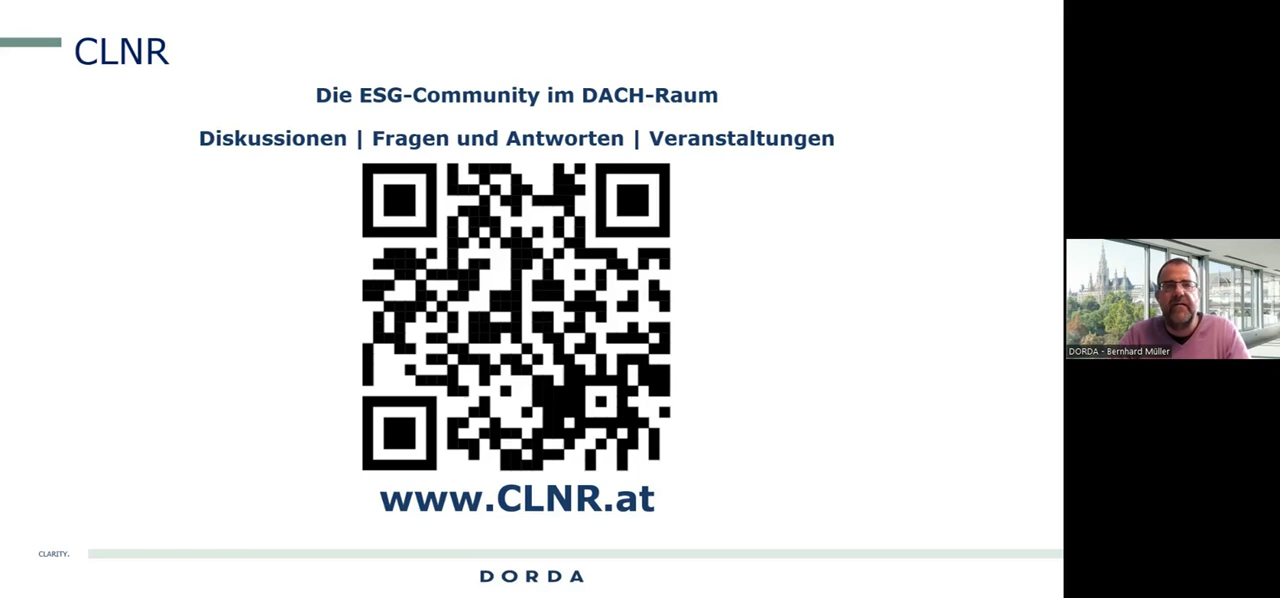 CLNR
Die ESG-Community im DACH-Raum
Diskussionen | Fragen und Antworten | Veranstaltungen
www.CLNR.at
DORDA - Bernhard Müller
CLARITY.
DORDA